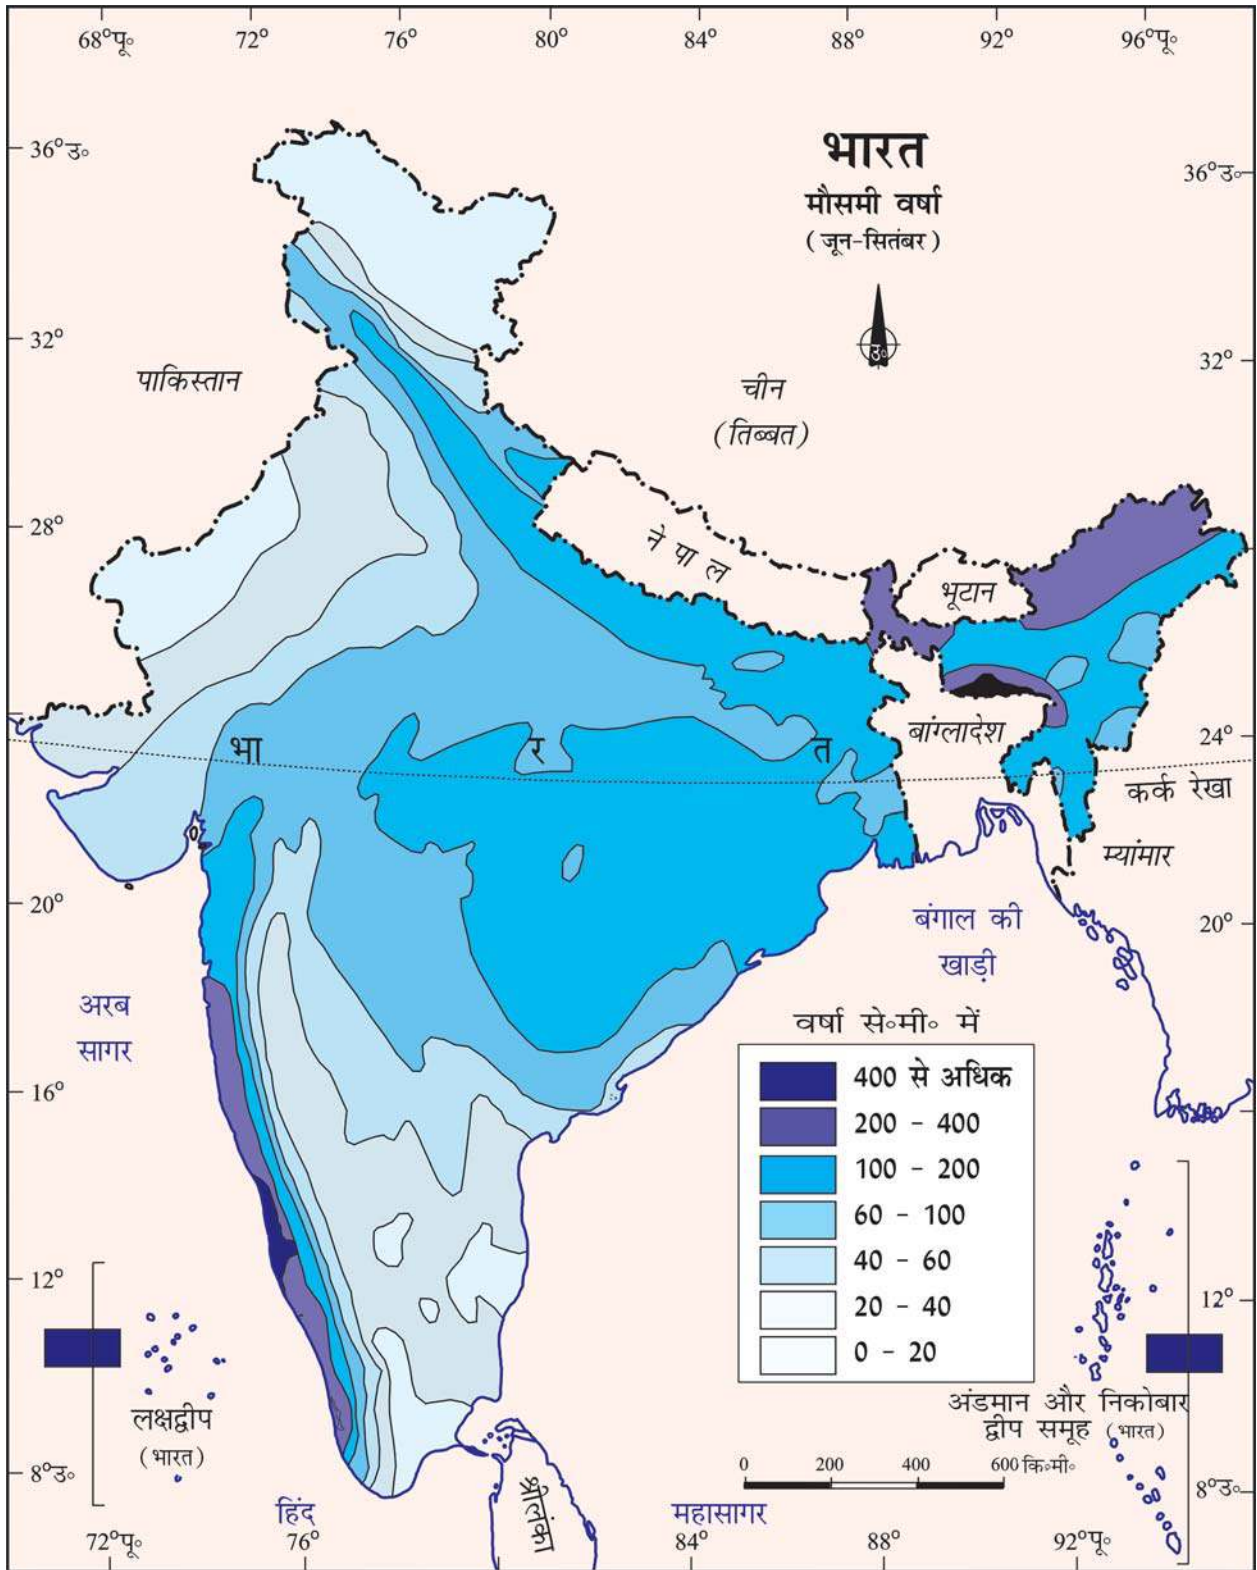 68°पू॰ 72° 76° 80° 84° 88° 92° 96°पू॰
36°उ॰
भारत
मौसमी वर्षा
(जून-सितंबर)
36°उ॰
उ॰
32°
32°
पाकिस्तान
चीन
(तिब्बत)
28°
नेपाल
भूटान
बांग्लादेश
भारत
24°
कर्क रेखा
म्यांमार
20°
20°
बंगाल की
खाड़ी
अरब
सागर
वर्षा से॰मी॰ में
400 से अधिक
200 - 400
100 - 200
60 - 100
40 - 60
20 - 40
0 - 20
16°
12°
12°
लक्षद्वीप
(भारत)
अंडमान और निकोबार
द्वीप समूह (भारत)
0 200 400 600 कि॰मी॰
8°उ॰
8°उ॰
श्रीलंका
हिंद
महासागर
72°पू॰ 76° 84° 88° 92°पू॰